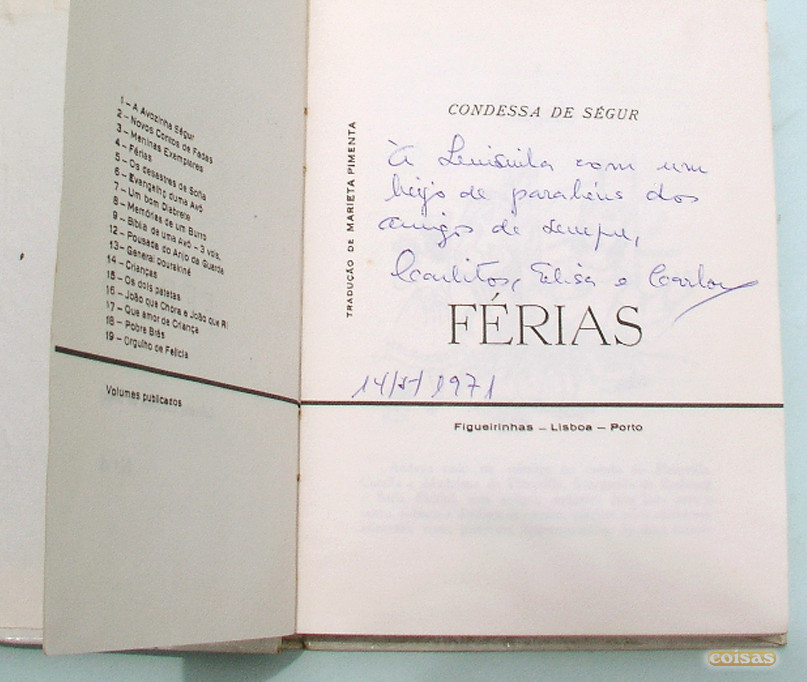 1 – A Avozinha Ségur
2 – Novos Contos de Fadas
3 – Meninas Exemplares
4 – Férias
5 – Os desastres de Sofia
6 – Evangelho duma Avó
7 – Um bom Diabrete
8 – Memórias de um Burro
9 – Bíblia de uma Avó – 3 vols.
12 – Pousada do Anjo da Guarda
13 – General Dourakine
14 – Crianças
15 – Os dois patetas
16 – João que Chora e João que Ri
17 – Que amor de Criança
18 – Pobre Brás
19 – Orgulho de Felícia
Volumes publicados
TRADUÇÃO DE MARIETA PIMENTA
CONDESSA DE SÉGUR
À com um
beijo de parabéns dos
amigos de sempre,
Carlitos, Elisa e Carlos
FÉRIAS
1971
Figueirinhas – Lisboa – Porto
coisas